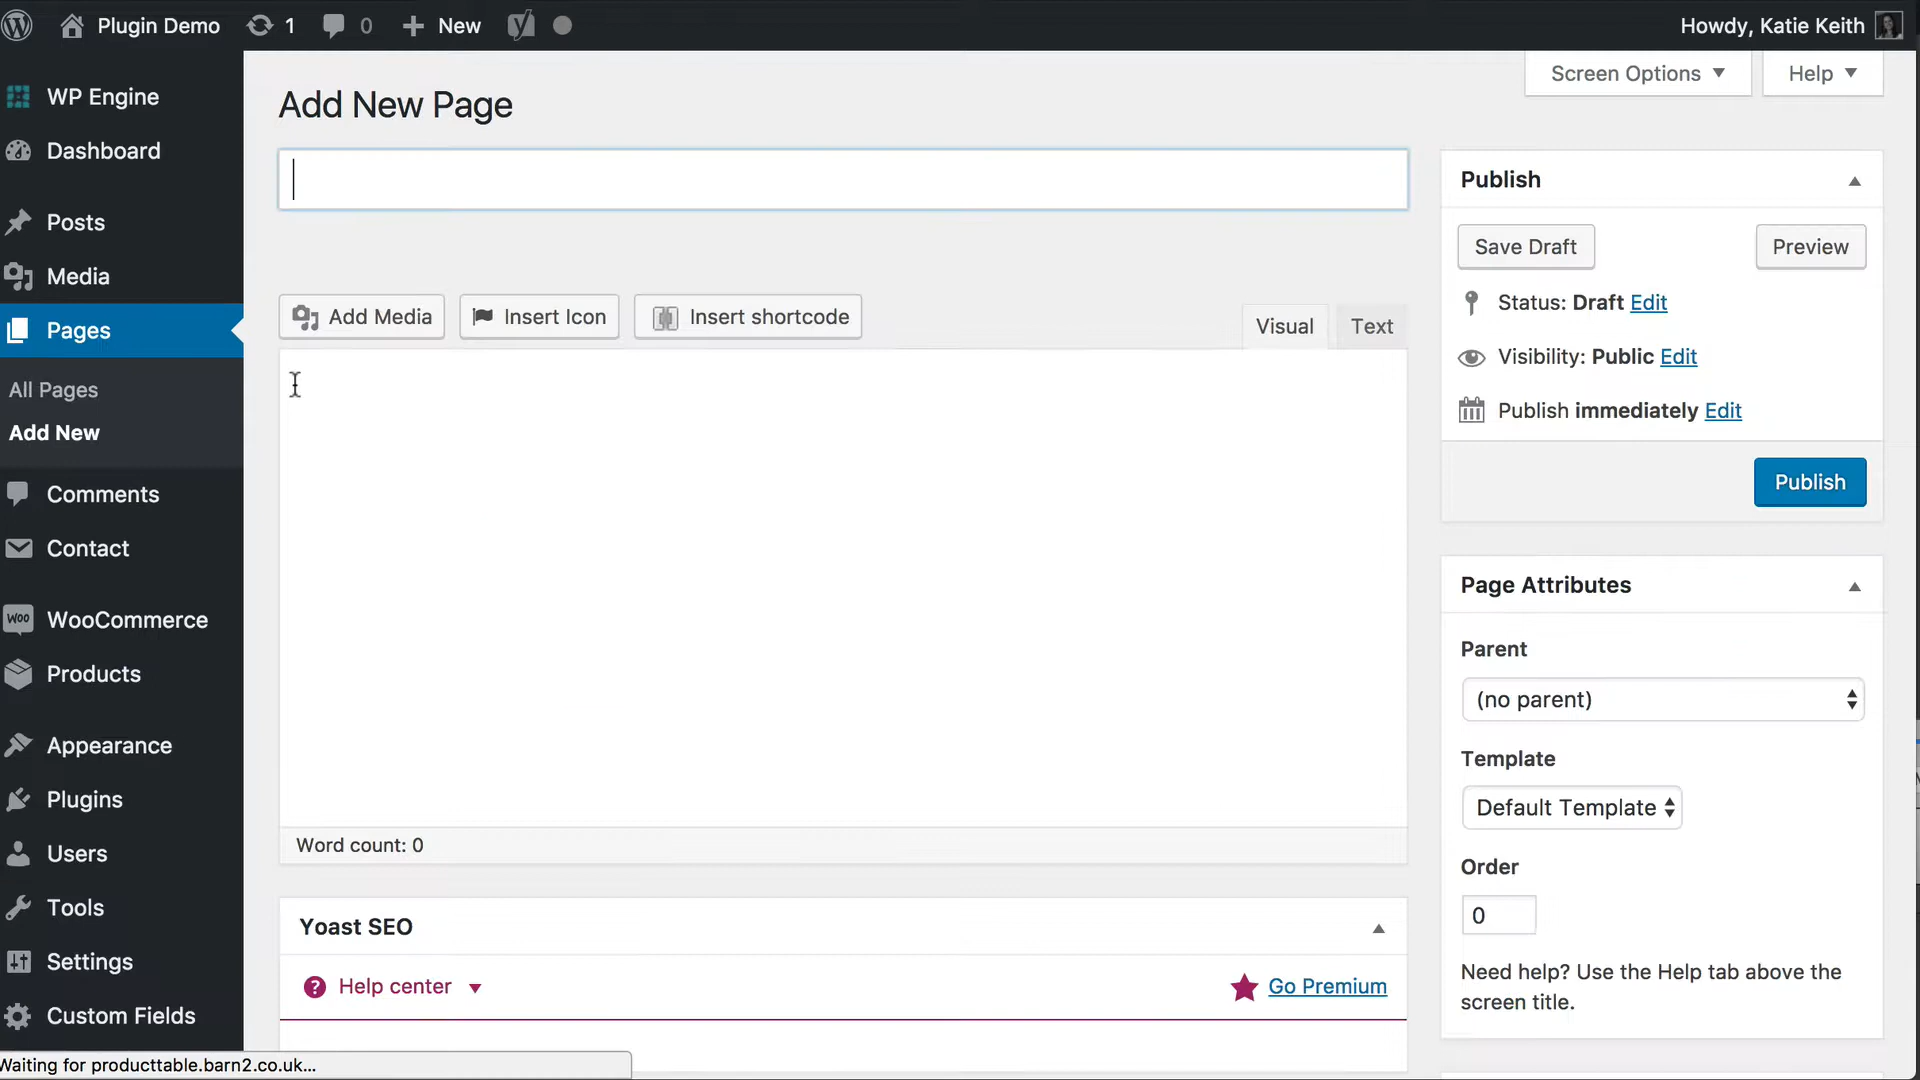 Plugin Demo 1 0 New Howdy, Katie Keith
Screen Options Help
WP Engine
Dashboard
Posts
Media
Pages
All Pages
Add New
Comments
Contact
WOO WooCommerce
Products
Appearance
Plugins
Users
Tools
Settings
Custom Fields
Add New Page
Add Media Insert Icon Insert shortcode Visual Text
Word count: 0
Yoast SEO
Help center Go Premium
Publish
Save Draft Preview
Status: Draft Edit
Visibility: Public Edit
Publish immediately Edit
Publish
Page Attributes
Parent
(no parent)
Template
Default Template
Order
0
Need help? Use the Help tab above the
screen title.
Waiting for producttable.barn2.co.uk...